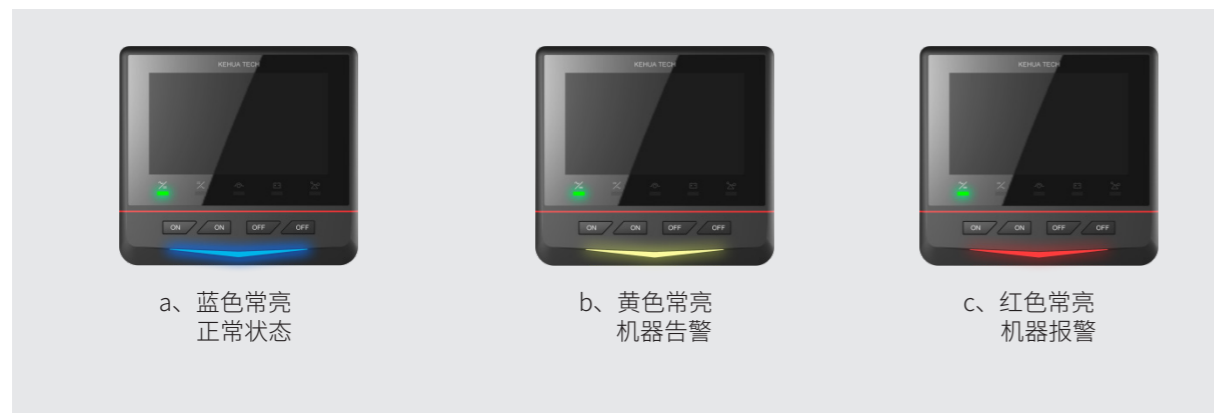 KEHUA TECH
ON ON OFF OFF
a、蓝色常亮
正常状态
KEHUA TECH
ON ON OFF OFF
b、黄色常亮
机器告警
KEHUA TECH
ON ON OFF OFF
c、红色常亮
机器报警